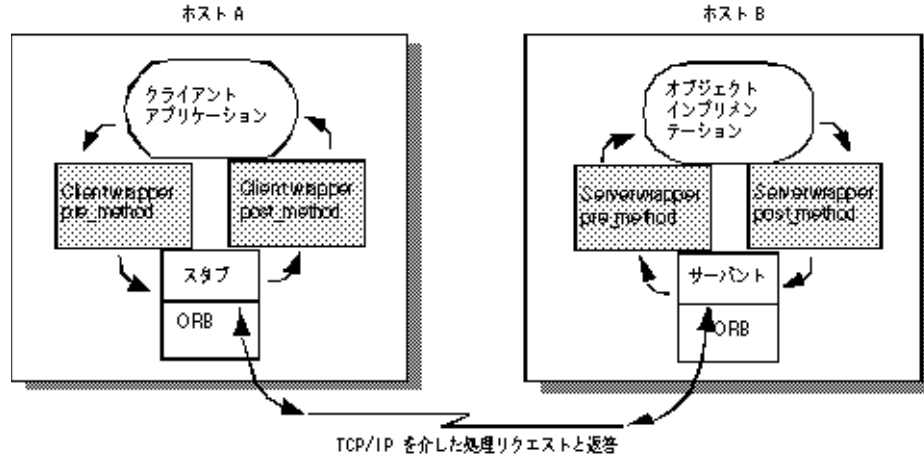 ホスト A
クライアント
アプリケーション
Clientwrapper
pre_method
Clientwrapper
post_method
スタブ
ORB
ホスト B
オブジェクト
インプリメン
テーション
Serverwrapper
pre_method
Serverwrapper
post_method
サーバント
ORB
TCP/IP を介した処理リクエストと返答